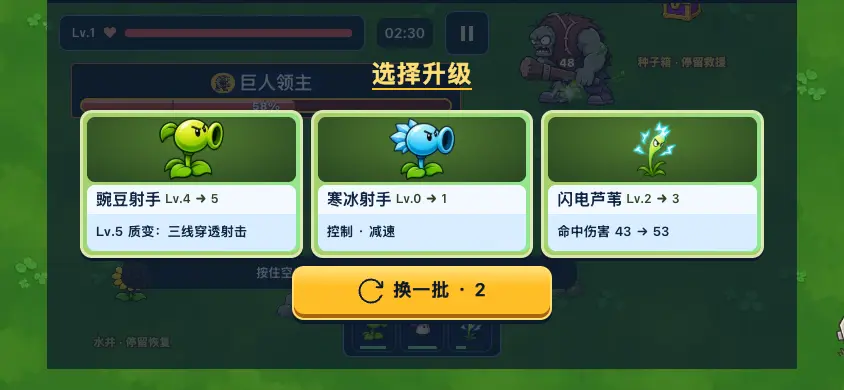 Lv.1
02:30
48
种子箱 · 停留救援
巨人领主
58%
选择升级
豌豆射手 Lv.4 → 5
Lv.5 质变：三线穿透射击
寒冰射手 Lv.0 → 1
控制 · 减速
闪电芦苇 Lv.2 → 3
命中伤害 43 → 53
按住空
换一批 · 2
水井 · 停留恢复